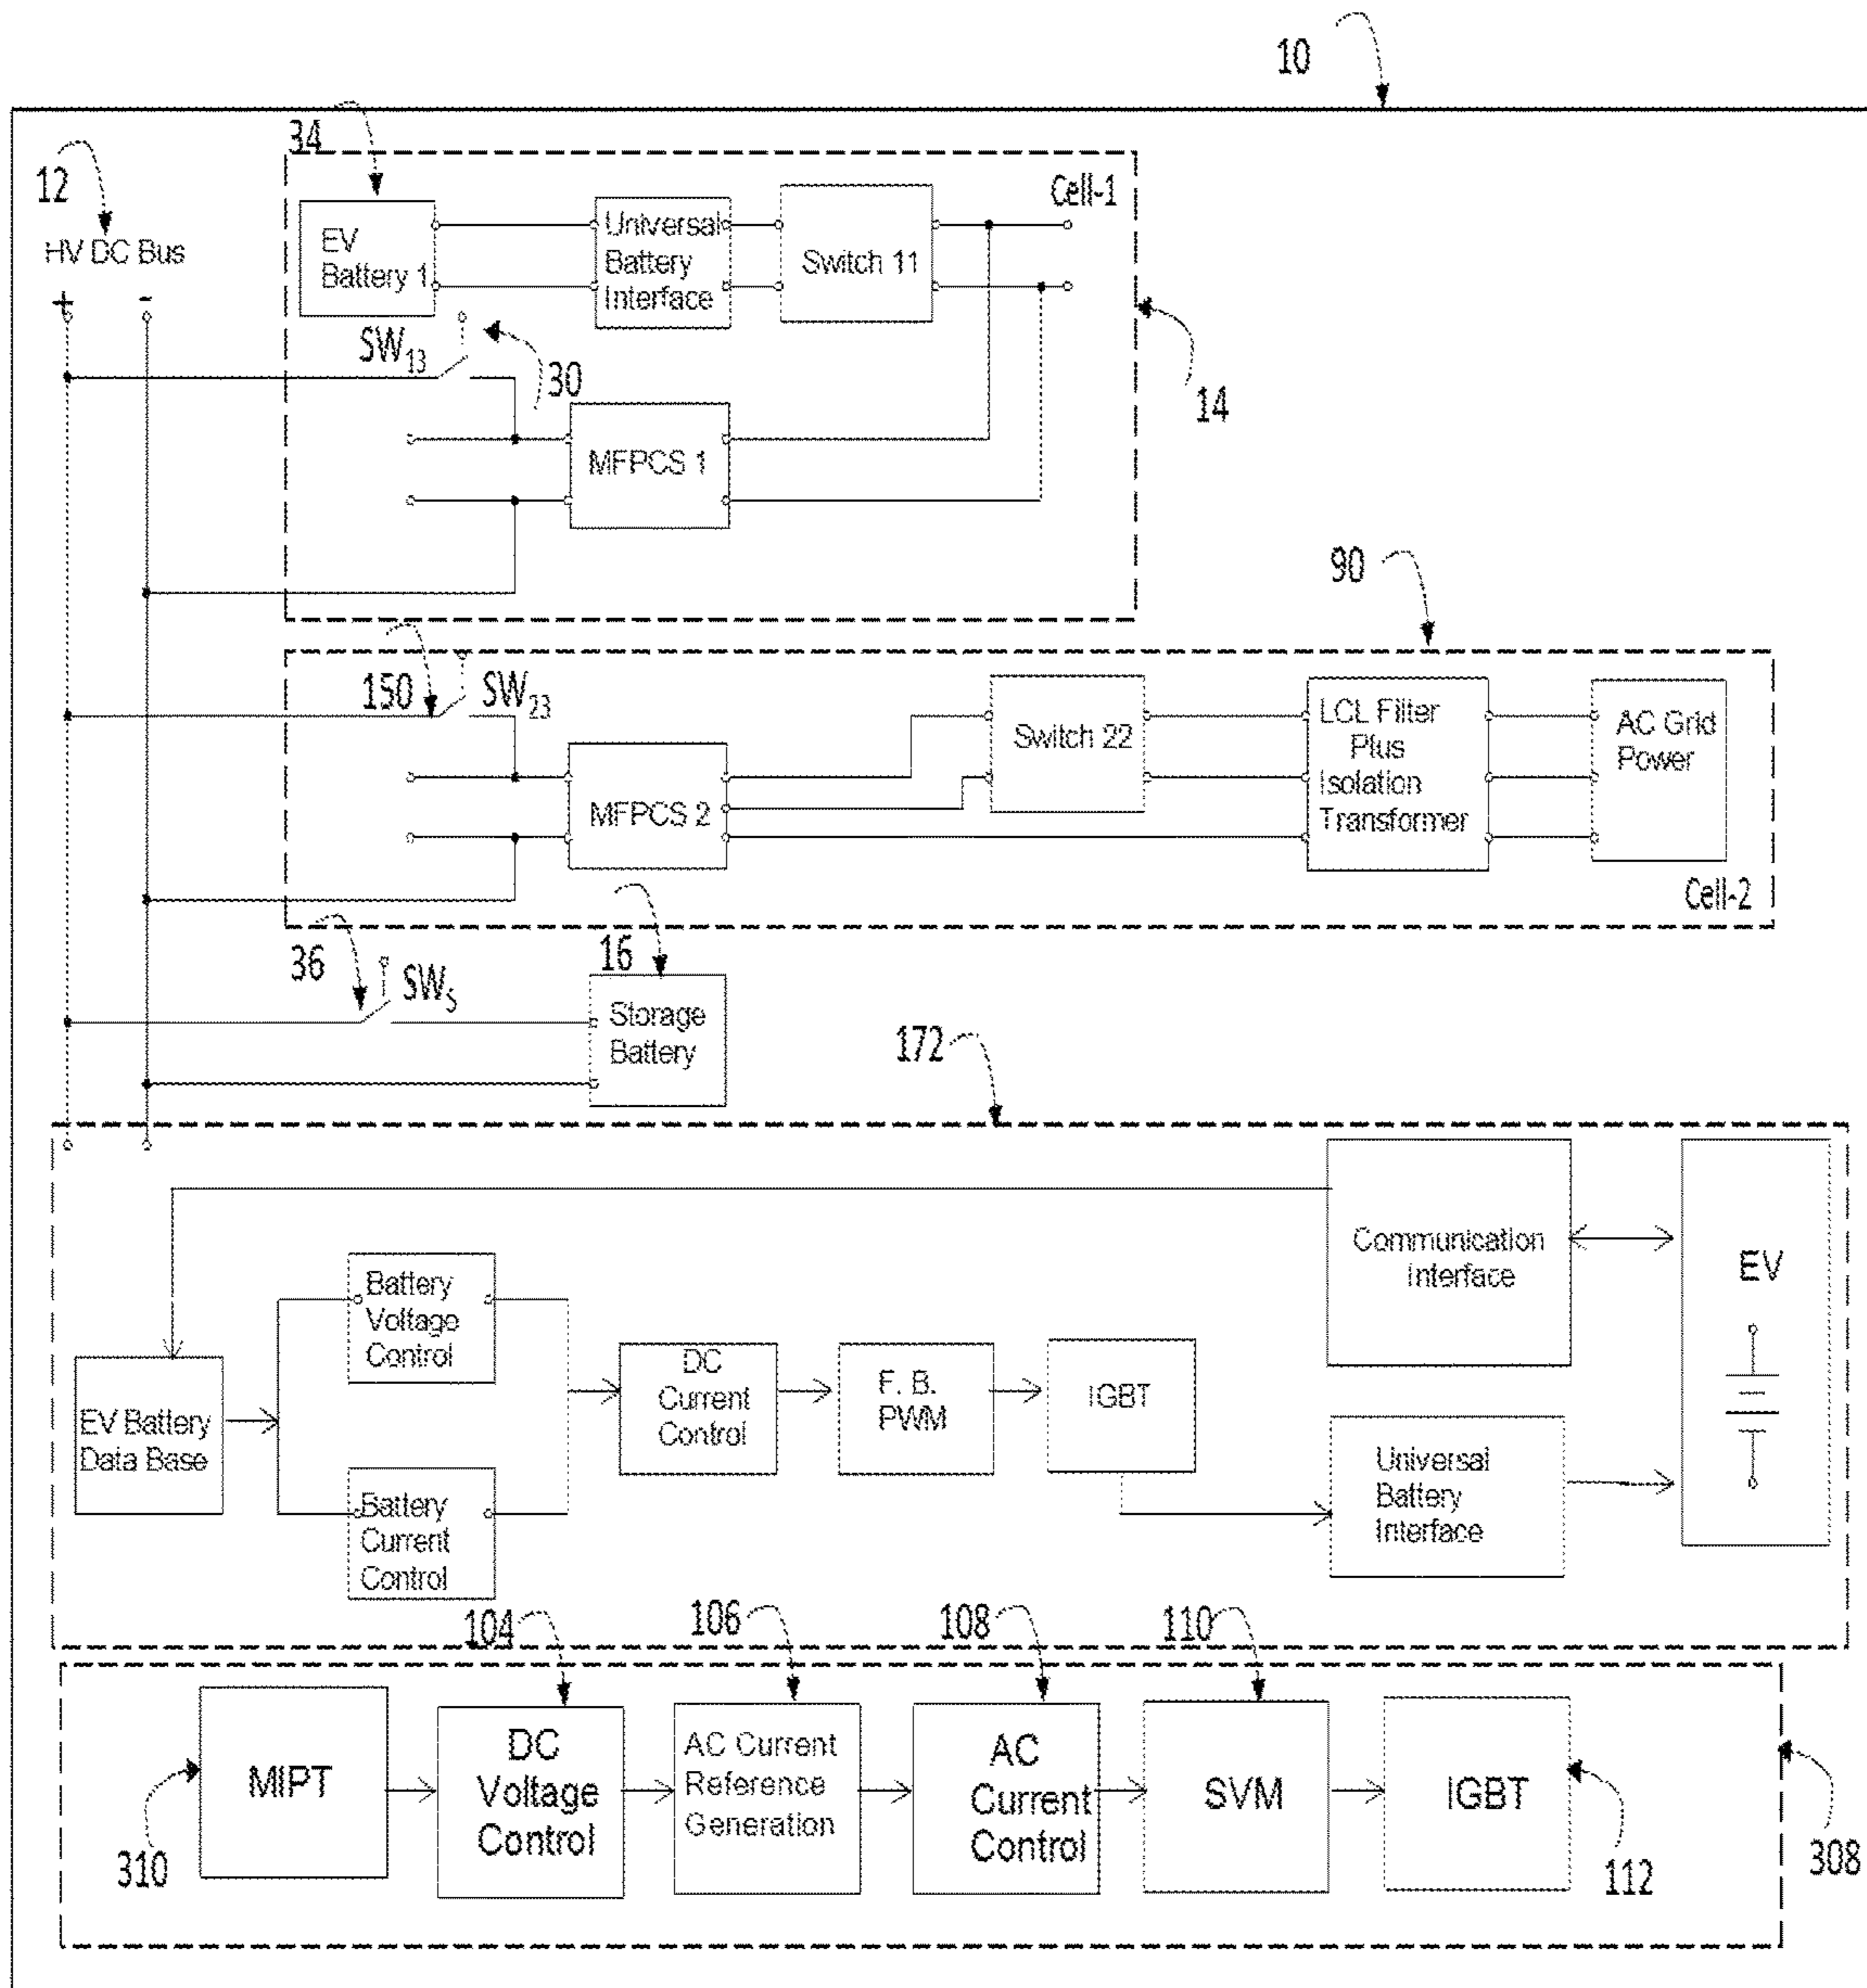 10
34
12
HV DC Bus
+
-
Cell-1
EV
Battery 1
Universal
Battery
Interface
Switch 11
SW13
30
14
MFPCS 1
90
150
SW23
MFPCS 2
Switch 22
LCL Filter
Plus
Isolation
Transformer
AC Grid
Power
Cell-2
36
SWS
16
Storage
Battery
172
Communication
Interface
EV
Battery
Voltage
Control
EV Battery
Data Base
DC
Current
Control
F. B.
PWM
IGBT
Battery
Current
Control
Universal
Battery
Interface
104
106
108
110
MIPT
DC
Voltage
Control
AC Current
Reference
Generation
AC
Current
Control
SVM
IGBT
310
112
308